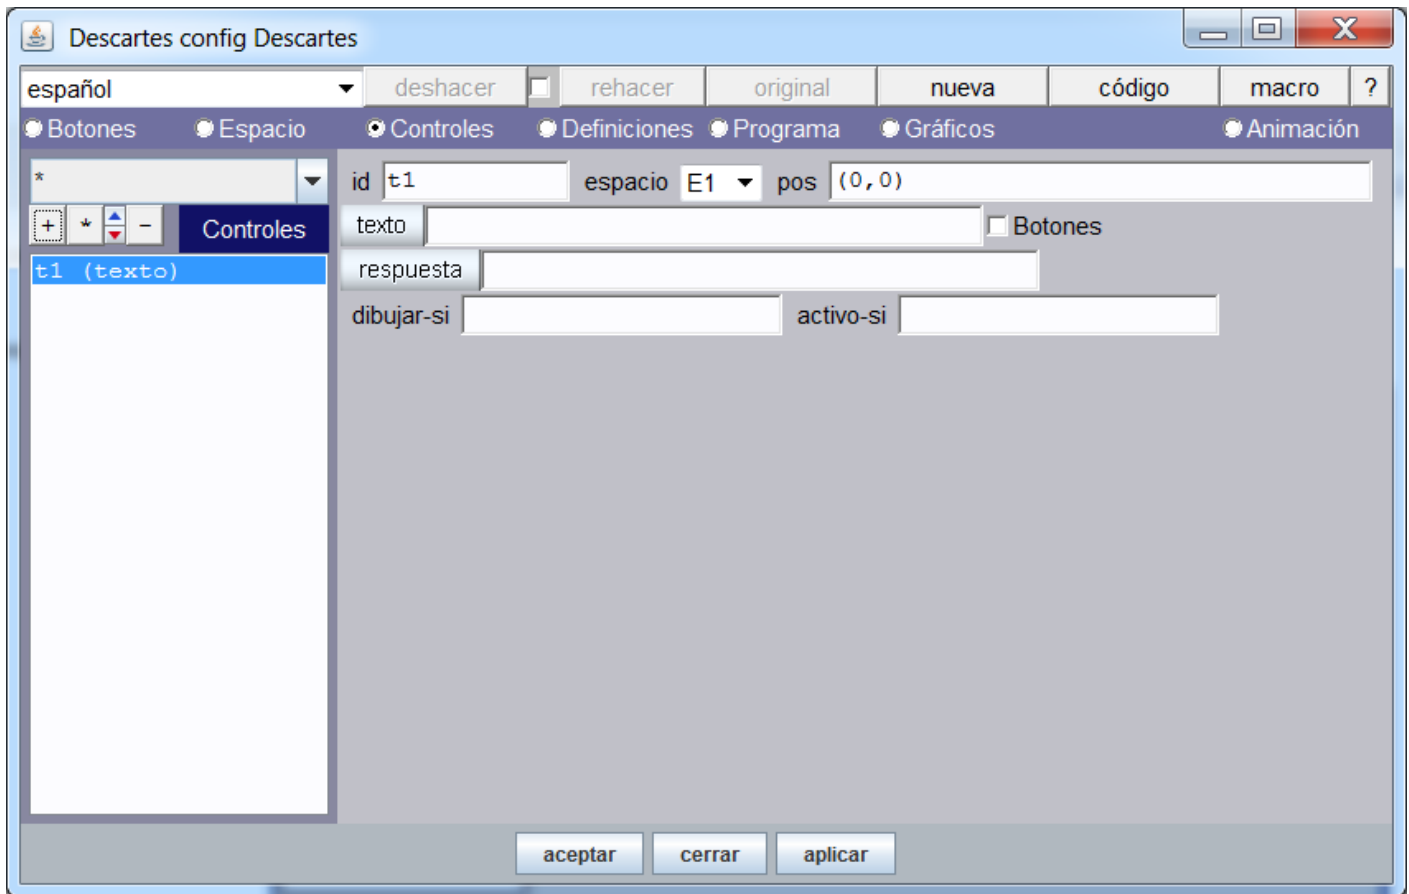 Descartes config Descartes
español deshacer rehacer original nueva código macro ?
Botones Espacio Controles Definiciones Programa Gráficos Animación
* id t1 espacio E1 pos (0,0)
+ * − Controles texto Botones
t1 (texto) respuesta
dibujar-si activo-si
aceptar cerrar aplicar